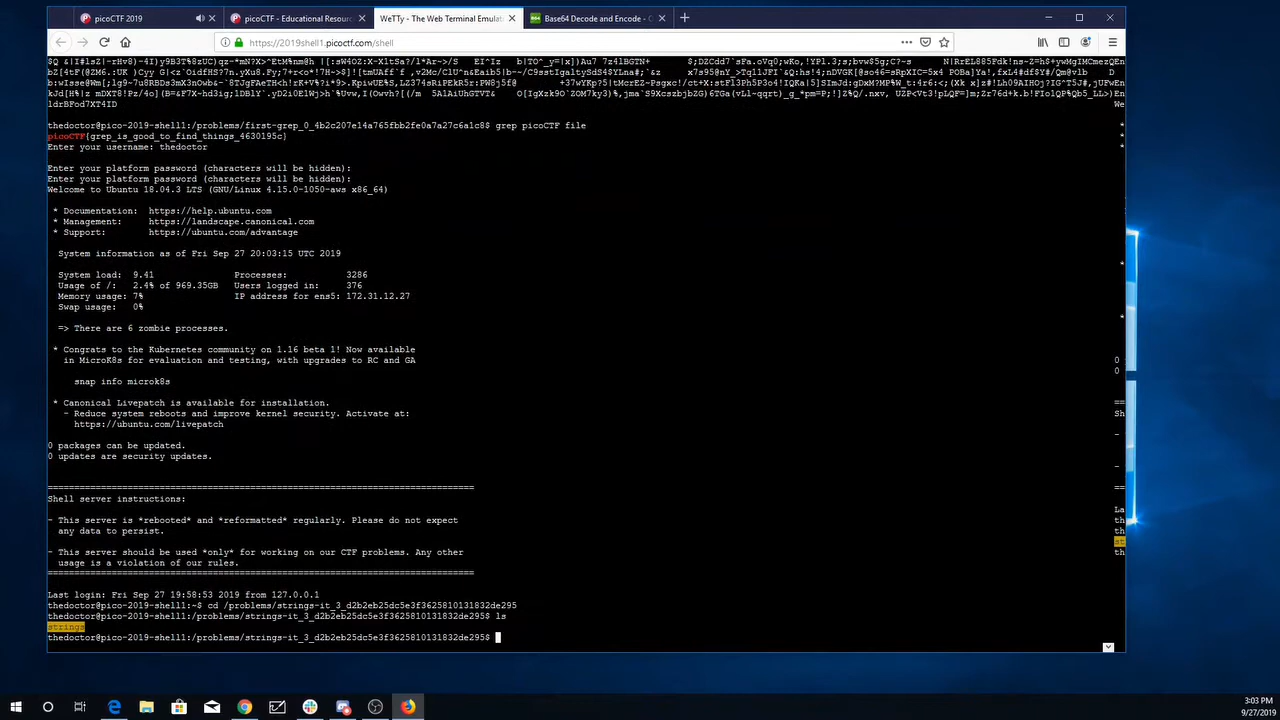 picoCTF 2019
picoCTF - Educational Resour
WeTTy - The Web Terminal Emulat
Base64 Decode and Encode - O
https://2019shell1.picoctf.com/shell
ldrBFod7XT4ID
We
thedoctor@pico-2019-shell1:/problems/first-grep_0_4b2c207e14a765fbb2fe0a7a27c6a1c8$ grep picoCTF file
picoCTF{grep_is_good_to_find_things_4630195c}
Enter your username: thedoctor
Enter your platform password (characters will be hidden):
Enter your platform password (characters will be hidden):
Welcome to Ubuntu 18.04.3 LTS (GNU/Linux 4.15.0-1050-aws x86_64)
* Documentation: https://help.ubuntu.com
* Management: https://landscape.canonical.com
* Support: https://ubuntu.com/advantage
System information as of Fri Sep 27 20:03:15 UTC 2019
System load: 9.41 Processes: 3286
Usage of /: 2.4% of 969.35GB Users logged in: 376
Memory usage: 7% IP address for ens5: 172.31.12.27
Swap usage: 0%
=> There are 6 zombie processes.
* Congrats to the Kubernetes community on 1.16 beta 1! Now available
in MicroK8s for evaluation and testing, with upgrades to RC and GA
snap info microk8s
* Canonical Livepatch is available for installation.
- Reduce system reboots and improve kernel security. Activate at:
https://ubuntu.com/livepatch
0 packages can be updated.
0 updates are security updates.
================================================================================
Shell server instructions:
- This server is *rebooted* and *reformatted* regularly. Please do not expect
any data to persist.
- This server should be used *only* for working on our CTF problems. Any other
usage is a violation of our rules.
================================================================================
Last login: Fri Sep 27 19:58:53 2019 from 127.0.0.1
thedoctor@pico-2019-shell1:~$ cd /problems/strings-it_3_d2b2eb25dc5e3f3625810131832de295
thedoctor@pico-2019-shell1:/problems/strings-it_3_d2b2eb25dc5e3f3625810131832de295$ ls
strings
thedoctor@pico-2019-shell1:/problems/strings-it_3_d2b2eb25dc5e3f3625810131832de295$
*
*
*
*
*
0
0
==
Sh
-
-
==
La
th
th
st
th
3:03 PM
9/27/2019